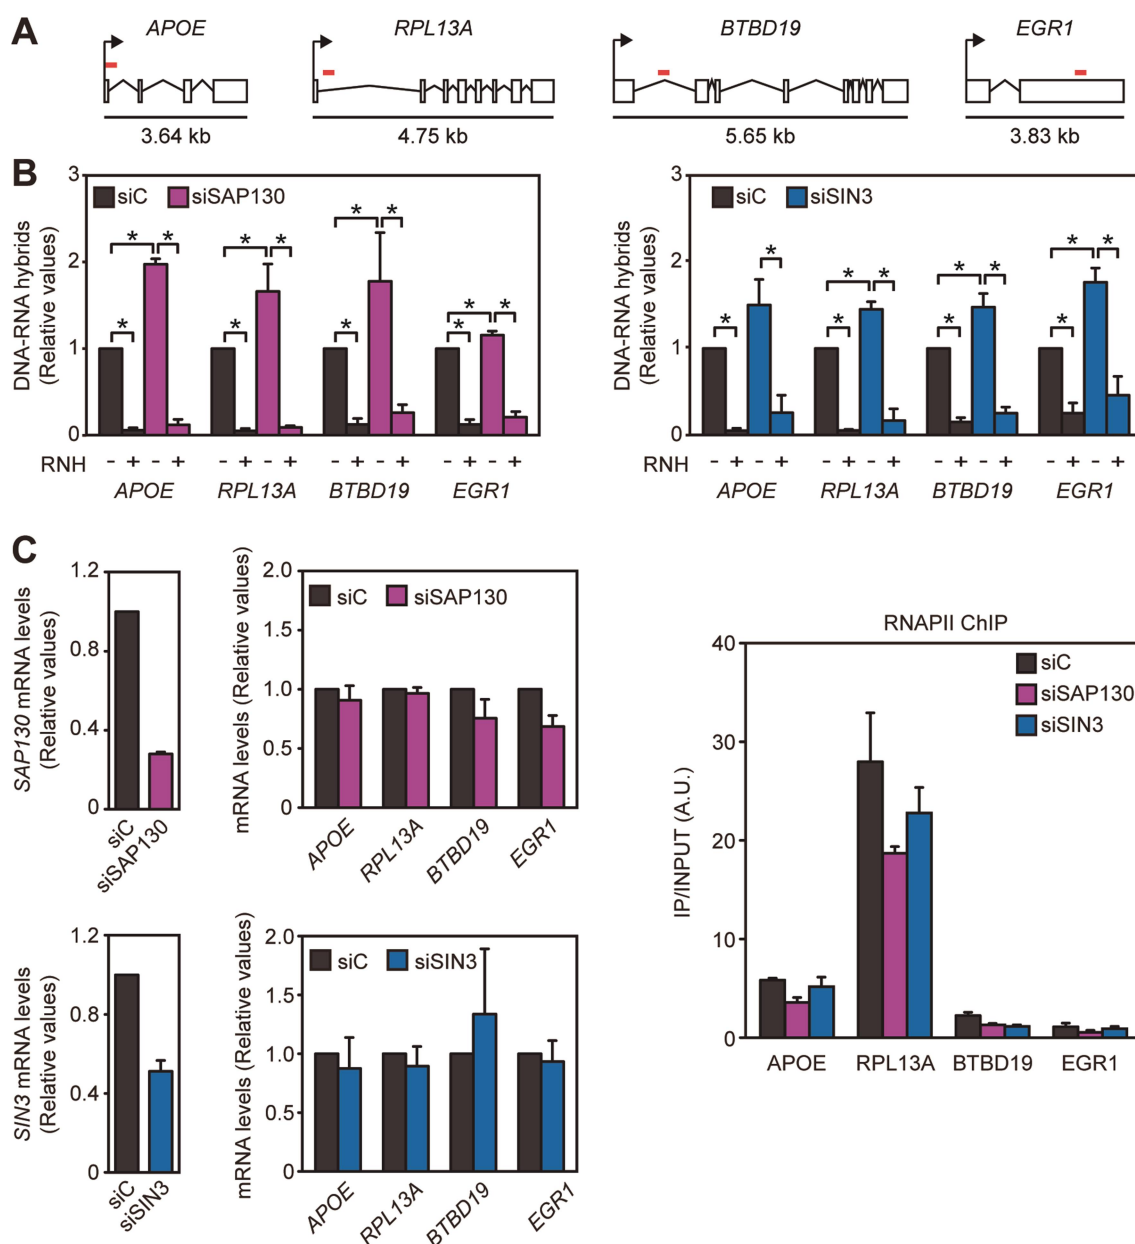 A
APOE RPL13A BTBD19 EGR1
3.64 kb 4.75 kb 5.65 kb 3.83 kb
B
DNA-RNA hybrids
(Relative values)
3
2
1
0
siC siSAP130
* * *
* * *
* * *
* * *
RNH - + - + - + - + - + - + - + - +
APOE RPL13A BTBD19 EGR1
DNA-RNA hybrids
(Relative values)
3
2
1
0
siC siSIN3
* *
* * *
* * *
* * *
RNH - + - + - + - + - + - + - + - +
APOE RPL13A BTBD19 EGR1
C
SAP130 mRNA levels
(Relative values)
1.2
0.8
0.4
0
siC
siSAP130
mRNA levels (Relative values)
2.0
1.5
1.0
0.5
0
siC siSAP130
APOE RPL13A BTBD19 EGR1
SIN3 mRNA levels
(Relative values)
1.2
0.8
0.4
0
siC
siSIN3
mRNA levels (Relative values)
2.0
1.5
1.0
0.5
0
siC siSIN3
APOE RPL13A BTBD19 EGR1
RNAPII ChIP
IP/INPUT (A.U.)
40
30
20
10
0
siC
siSAP130
siSIN3
APOE RPL13A BTBD19 EGR1